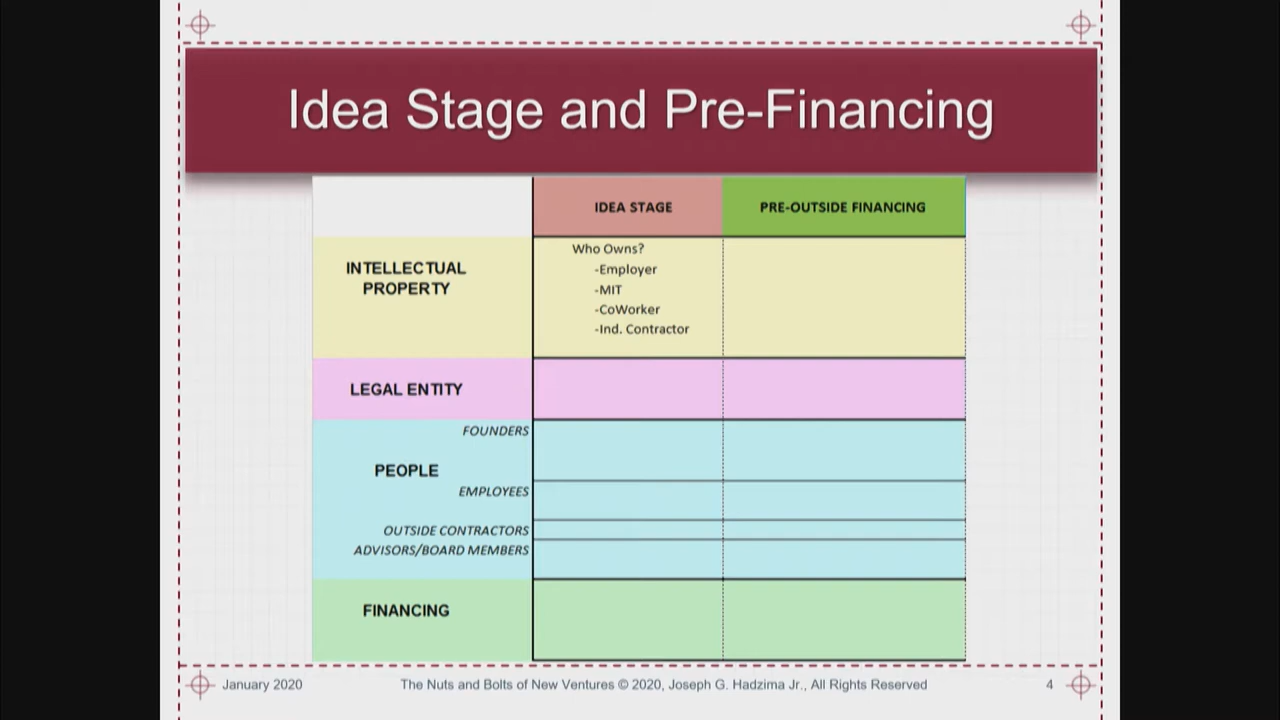 Idea Stage and Pre-Financing
IDEA STAGE
PRE-OUTSIDE FINANCING
INTELLECTUAL
PROPERTY
Who Owns?
-Employer
-MIT
-CoWorker
-Ind. Contractor
LEGAL ENTITY
FOUNDERS
PEOPLE
EMPLOYEES
OUTSIDE CONTRACTORS
ADVISORS/BOARD MEMBERS
FINANCING
January 2020
The Nuts and Bolts of New Ventures © 2020, Joseph G. Hadzima Jr., All Rights Reserved
4